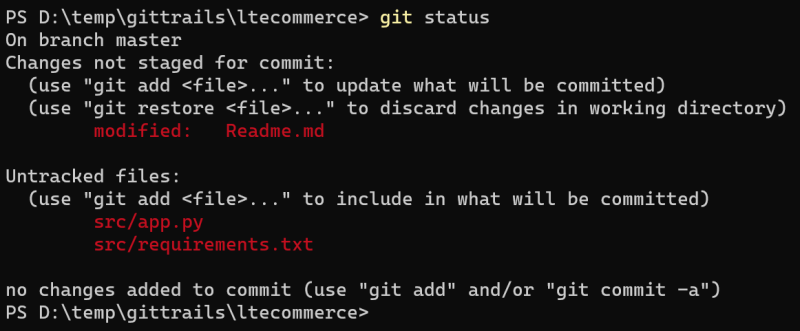 PS D:\temp\gittrails\ltecommerce> git status
On branch master
Changes not staged for commit:
  (use "git add <file>..." to update what will be committed)
  (use "git restore <file>..." to discard changes in working directory)
        modified:   Readme.md

Untracked files:
  (use "git add <file>..." to include in what will be committed)
        src/app.py
        src/requirements.txt

no changes added to commit (use "git add" and/or "git commit -a")
PS D:\temp\gittrails\ltecommerce>